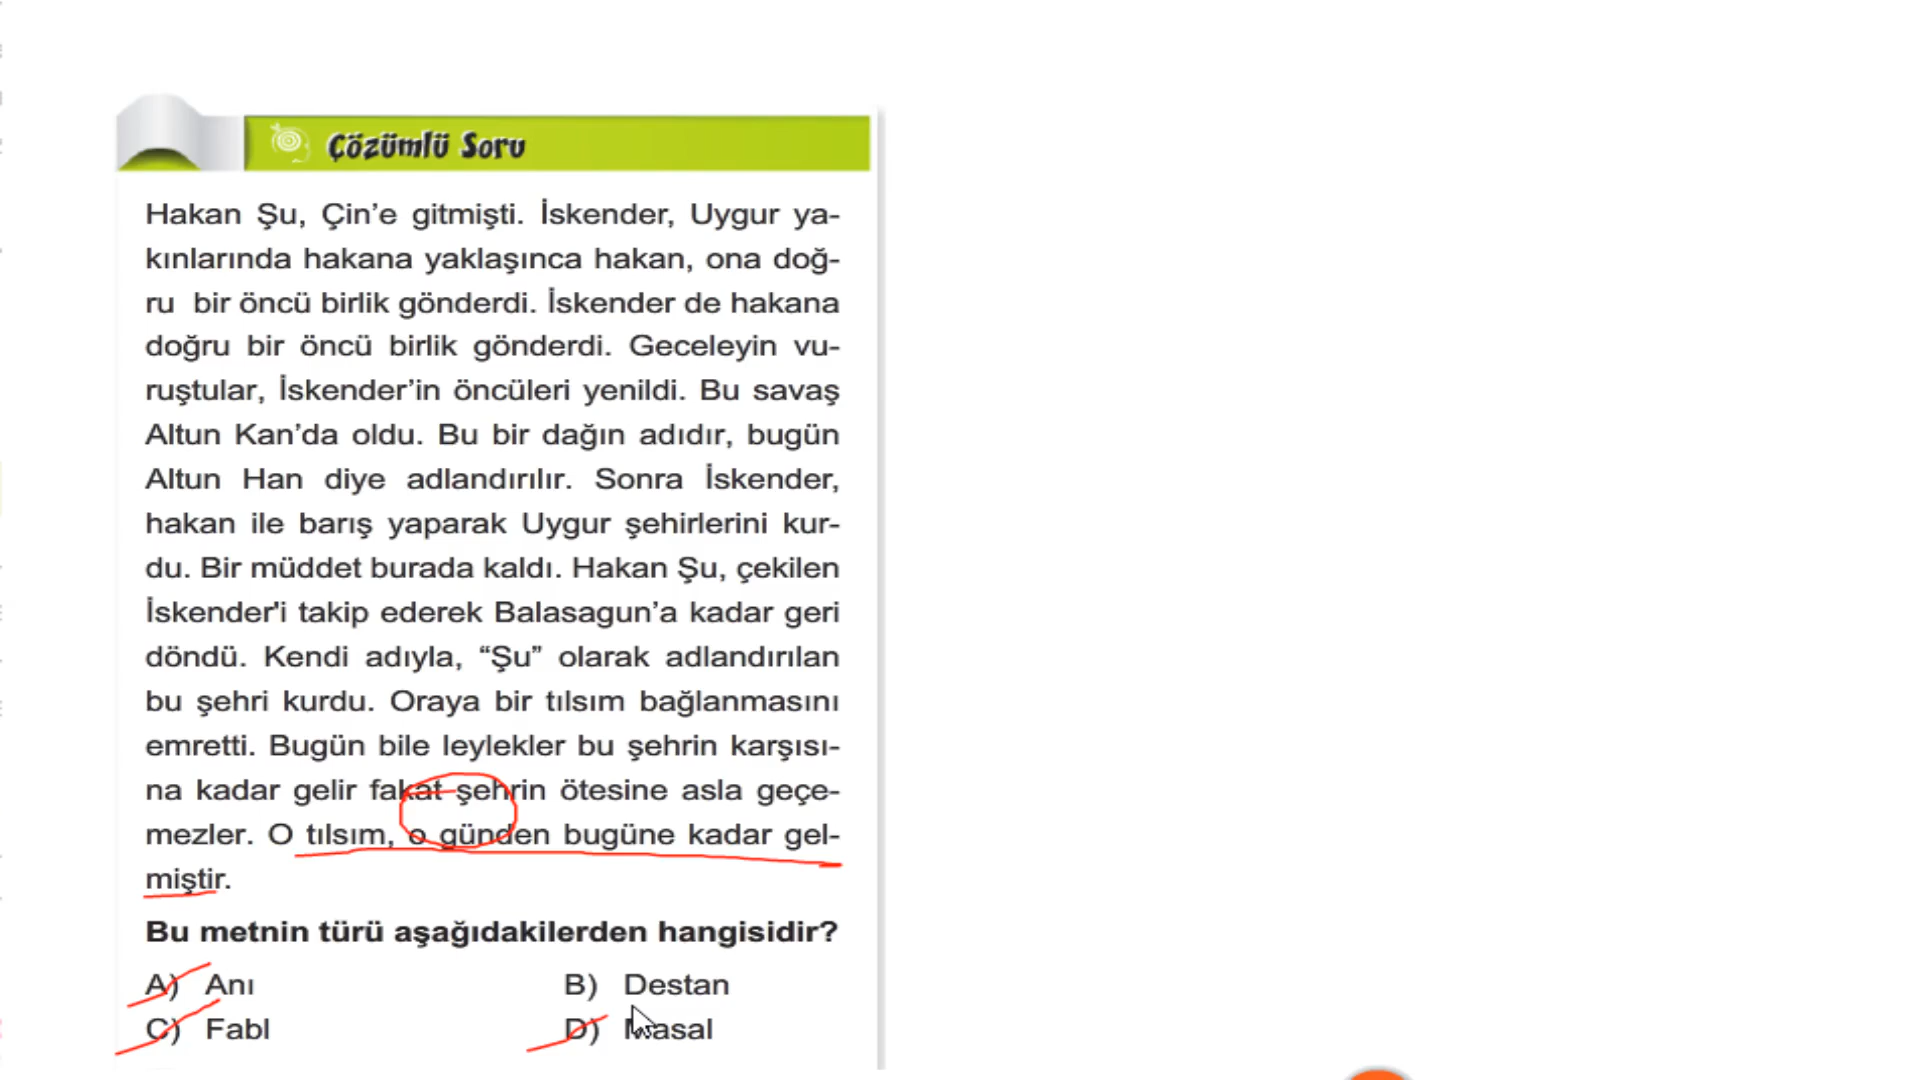 Çözümlü Soru
Hakan Şu, Çin’e gitmişti. İskender, Uygur ya-
kınlarında hakana yaklaşınca hakan, ona doğ-
ru bir öncü birlik gönderdi. İskender de hakana
doğru bir öncü birlik gönderdi. Geceleyin vu-
ruştular, İskender’in öncüleri yenildi. Bu savaş
Altun Kan’da oldu. Bu bir dağın adıdır, bugün
Altun Han diye adlandırılır. Sonra İskender,
hakan ile barış yaparak Uygur şehirlerini kur-
du. Bir müddet burada kaldı. Hakan Şu, çekilen
İskender'i takip ederek Balasagun’a kadar geri
döndü. Kendi adıyla, “Şu” olarak adlandırılan
bu şehri kurdu. Oraya bir tılsım bağlanmasını
emretti. Bugün bile leylekler bu şehrin karşısı-
na kadar gelir fakat şehrin ötesine asla geçe-
mezler. O tılsım, o günden bugüne kadar gel-
miştir.
Bu metnin türü aşağıdakilerden hangisidir?
A) Anı B) Destan
C) Fabl D) Masal